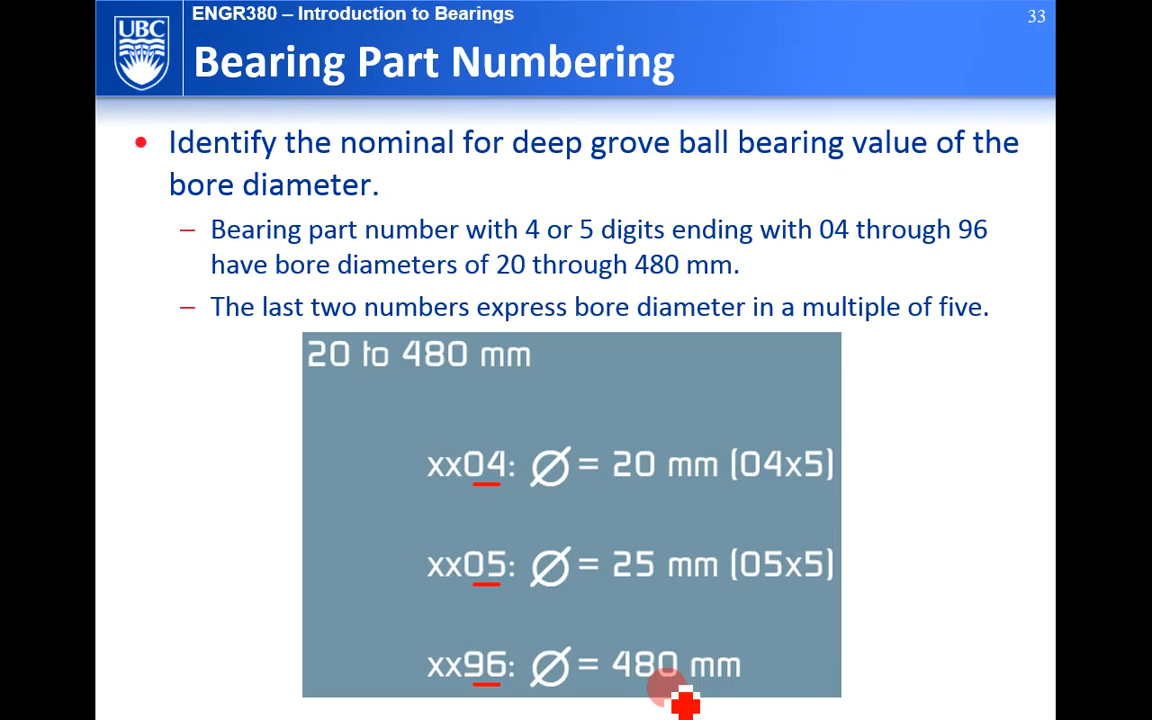 ENGR380 – Introduction to Bearings
33
UBC
Bearing Part Numbering
• Identify the nominal for deep grove ball bearing value of the
bore diameter.
– Bearing part number with 4 or 5 digits ending with 04 through 96
have bore diameters of 20 through 480 mm.
– The last two numbers express bore diameter in a multiple of five.
20 to 480 mm
xx04: Ø = 20 mm (04x5)
xx05: Ø = 25 mm (05x5)
xx96: Ø = 480 mm